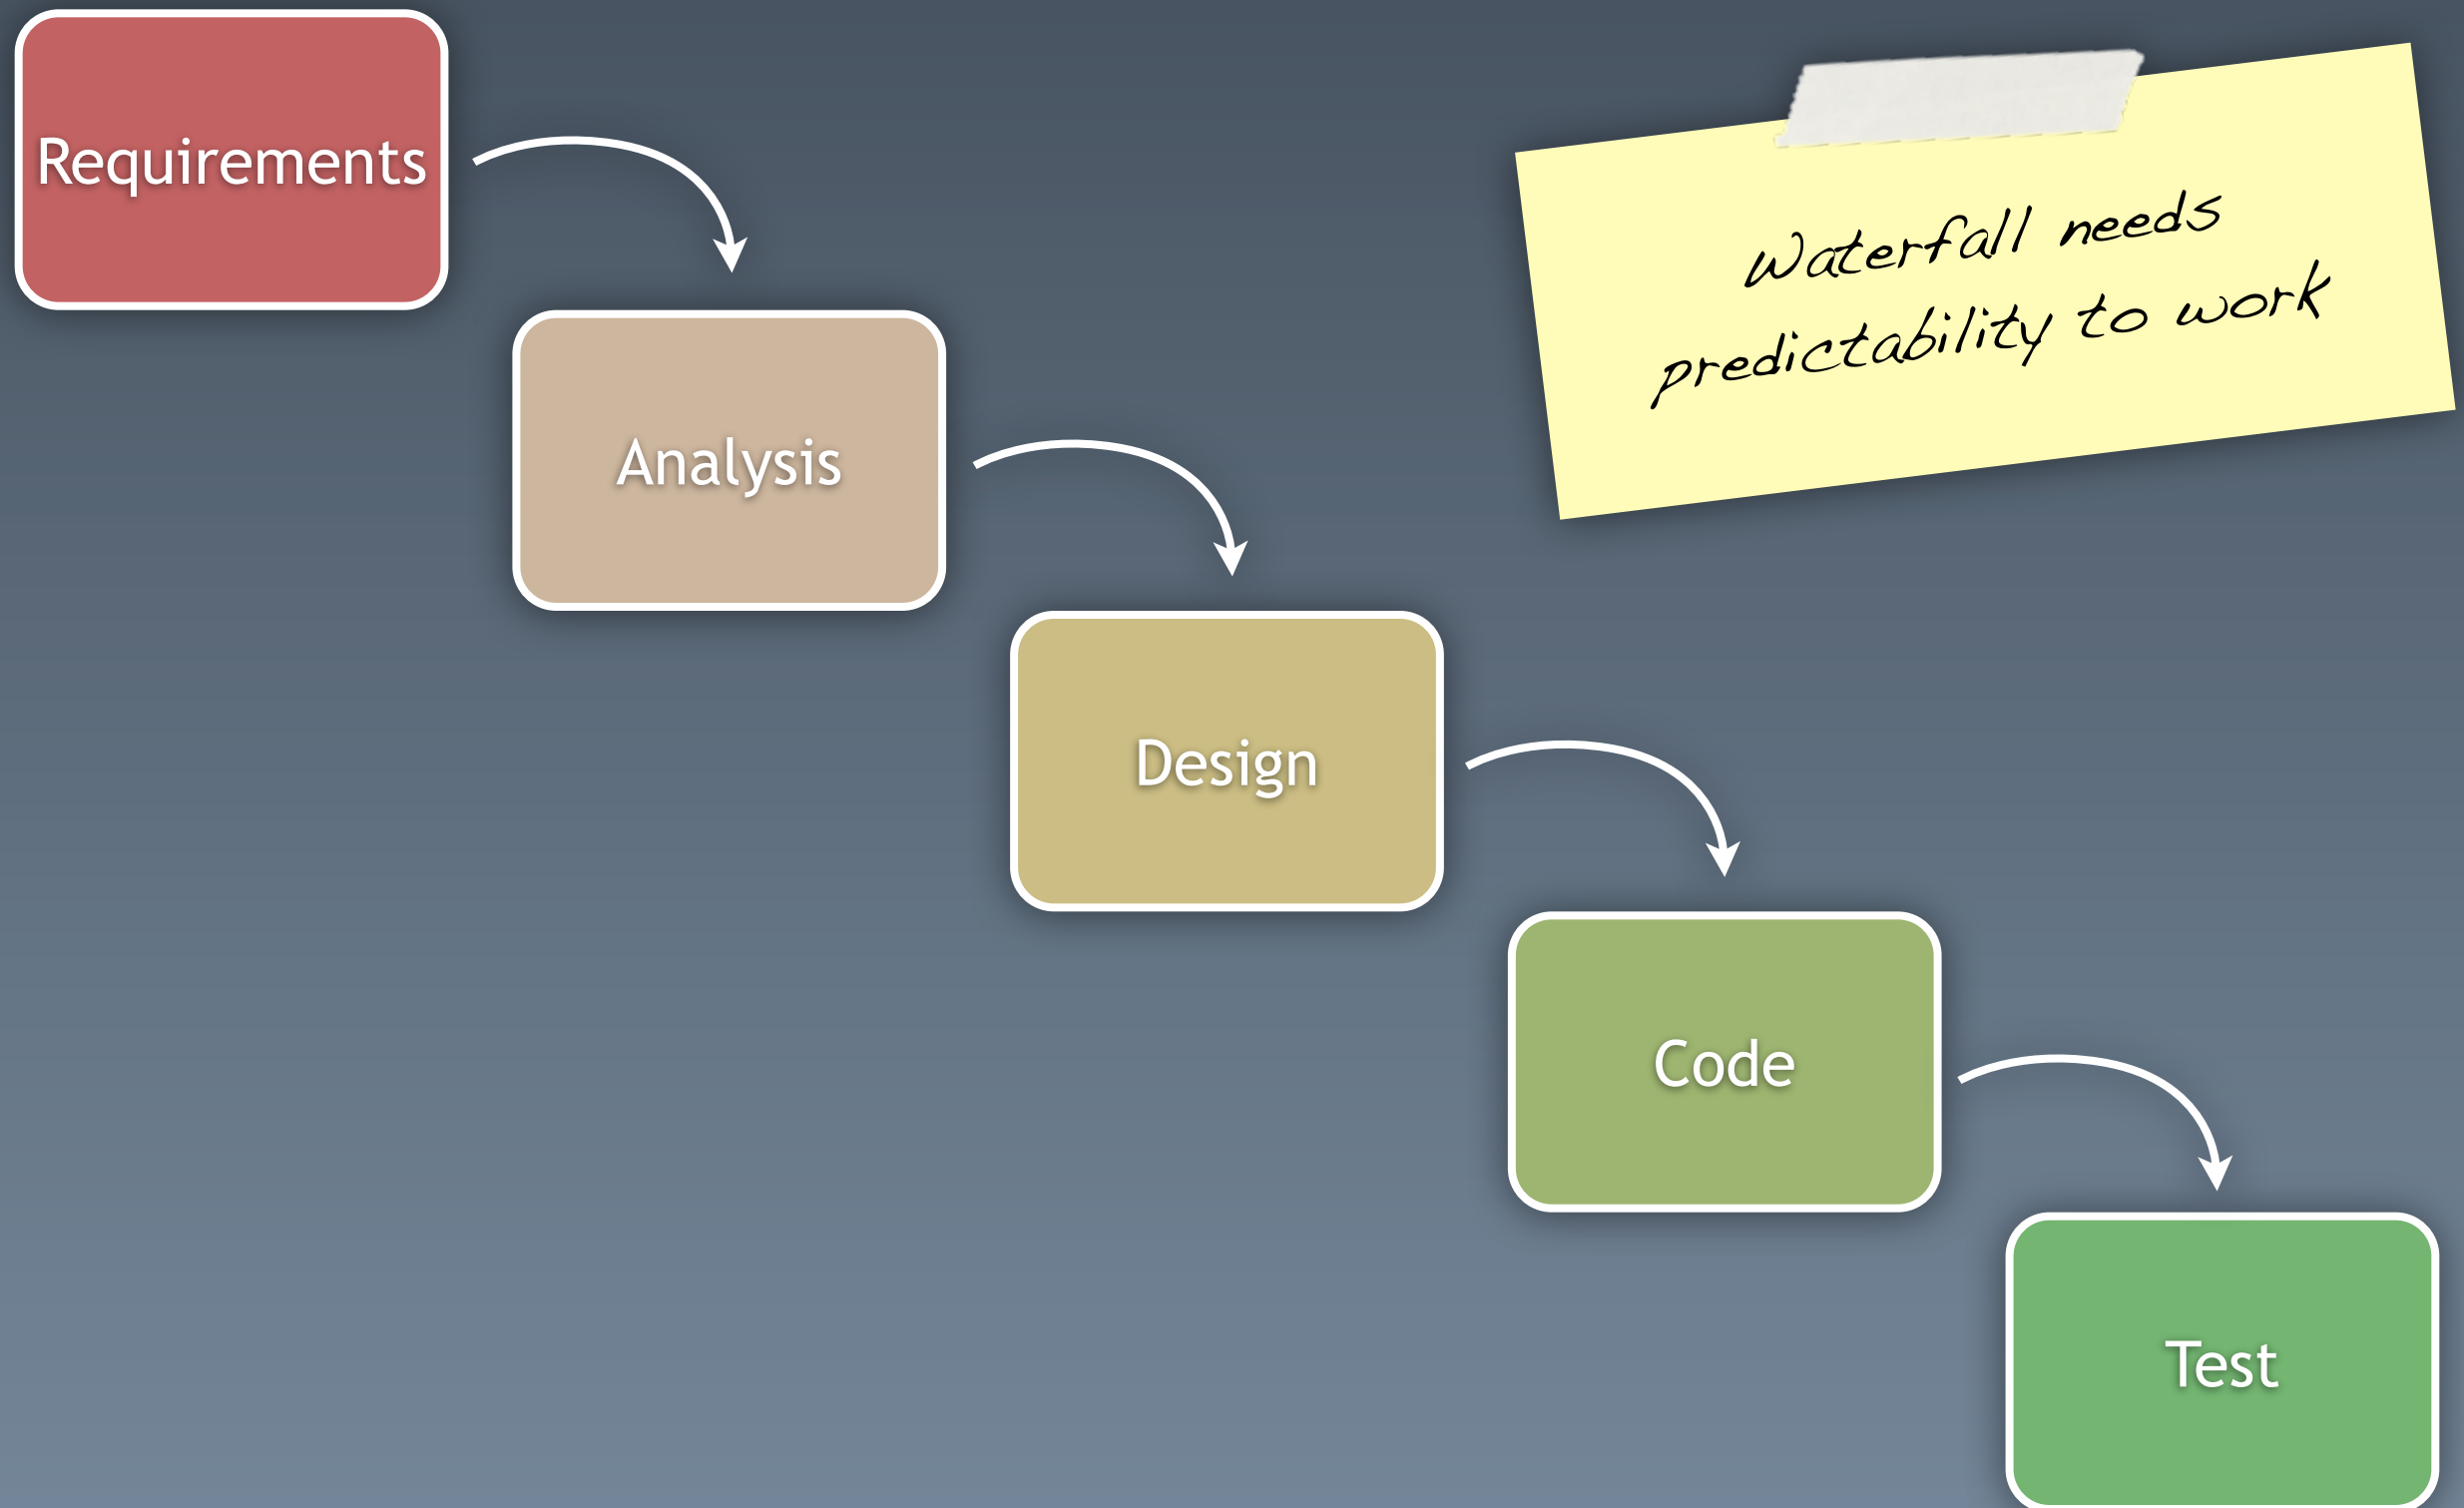 Requirements
Waterfall needs
predictability to work
Analysis
Design
Code
Test